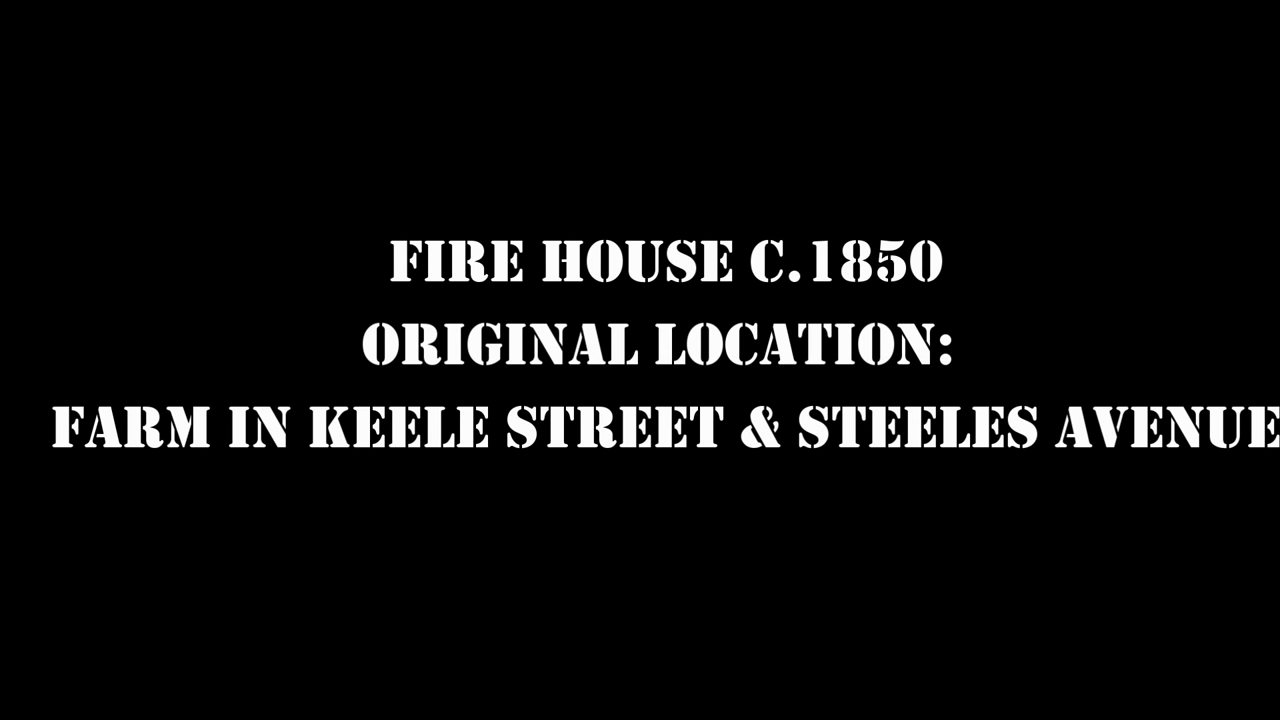 FIRE HOUSE C.1850
ORIGINAL LOCATION:
FARM IN KEELE STREET & STEELES AVENUE